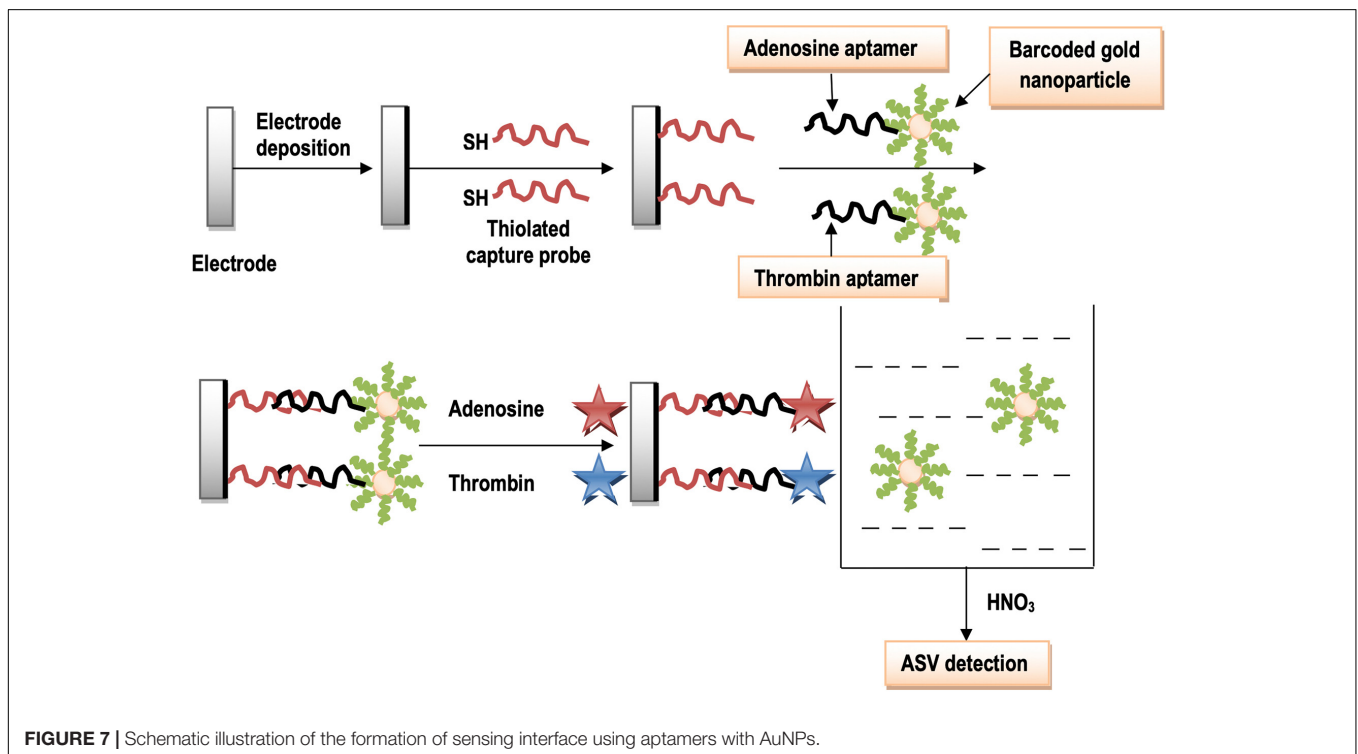 Adenosine aptamer
Barcoded gold
nanoparticle
Electrode
deposition
SH
SH
Thiolated
capture probe
Electrode
Thrombin aptamer
Adenosine
Thrombin
HNO₃
ASV detection
FIGURE 7 | Schematic illustration of the formation of sensing interface using aptamers with AuNPs.